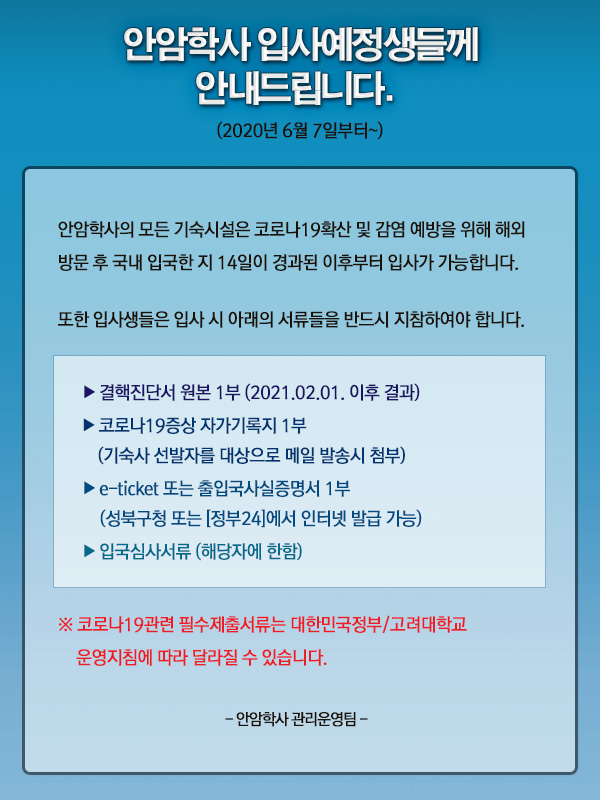 안암학사 입사예정생들께
안내드립니다.
(2020년 6월 7일부터~)
안암학사의 모든 기숙시설은 코로나19확산 및 감염 예방을 위해 해외
방문 후 국내 입국한 지 14일이 경과된 이후부터 입사가 가능합니다.
또한 입사생들은 입사 시 아래의 서류들을 반드시 지참하여야 합니다.
▶ 결핵진단서 원본 1부 (2021.02.01. 이후 결과)
▶ 코로나19증상 자가기록지 1부
(기숙사 선발자를 대상으로 메일 발송시 첨부)
▶ e-ticket 또는 출입국사실증명서 1부
(성북구청 또는 [정부24]에서 인터넷 발급 가능)
▶ 입국심사서류 (해당자에 한함)
※ 코로나19관련 필수제출서류는 대한민국정부/고려대학교
운영지침에 따라 달라질 수 있습니다.
- 안암학사 관리운영팀 -